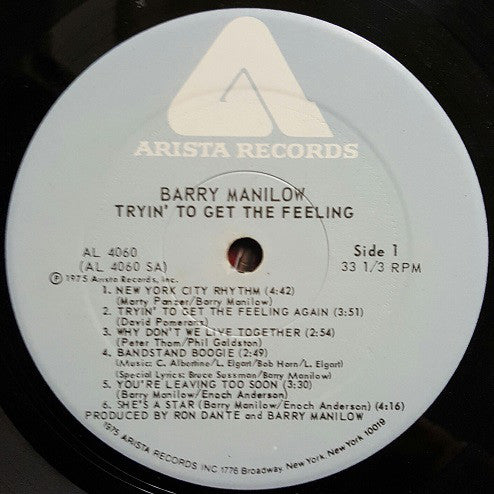 ARISTA RECORDS
BARRY MANILOW
TRYIN' TO GET THE FEELING
AL 4060
(AL 4060 SA)
Side 1
33 1/3 RPM
Ⓟ 1975 Arista Records, Inc.
1. NEW YORK CITY RHYTHM (4:42)
(Marty Panzer/Barry Manilow)
2. TRYIN' TO GET THE FEELING AGAIN (3:51)
(David Pomeranz)
3. WHY DON'T WE LIVE TOGETHER (2:54)
(Peter Thom/Phil Galdston)
4. BANDSTAND BOOGIE (2:49)
(Music: C. Albertine/L. Elgart/Bob Horn/L. Elgart)
(Special Lyrics: Bruce Sussman/Barry Manilow)
5. YOU'RE LEAVING TOO SOON (3:30)
(Barry Manilow/Enoch Anderson)
6. SHE'S A STAR (Barry Manilow/Enoch Anderson) (4:16)
PRODUCED BY RON DANTE and BARRY MANILOW
1975 ARISTA RECORDS INC. 1776 Broadway, New York, New York 10019